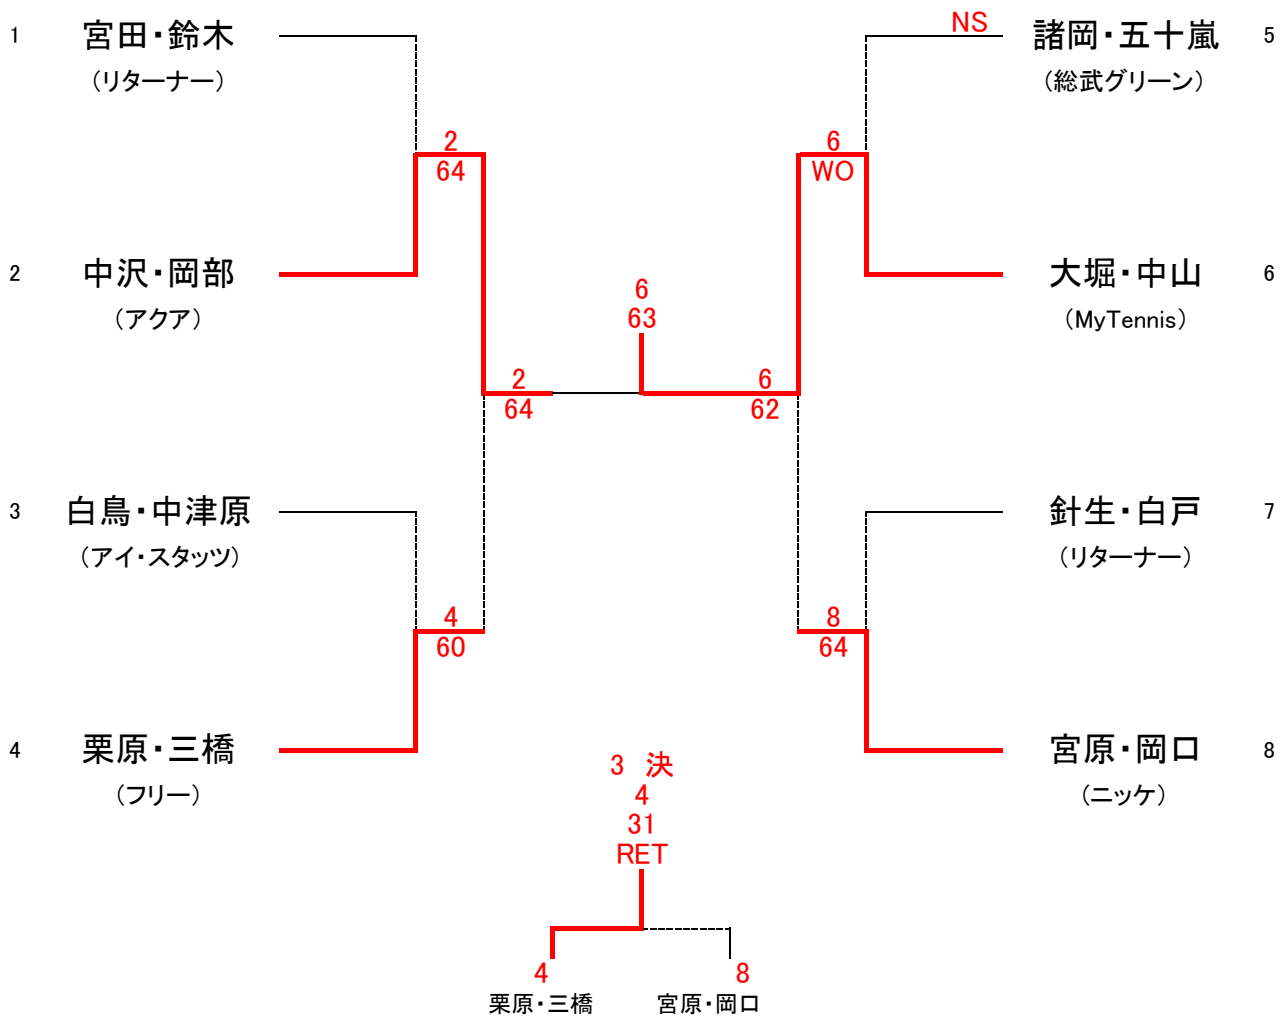 1 宮田・鈴木 NS 諸岡・五十嵐 5
（リターナー） （総武グリーン）
2 6
64 WO
2 中沢・岡部 大堀・中山 6
（アクア） 6 （MyTennis）
63
2 6
64 62
3 白鳥・中津原 針生・白戸 7
（アイ・スタッツ） （リターナー）
4 8
60 64
4 栗原・三橋 宮原・岡口 8
3 決
（フリー） 4 （ニッケ）
31
RET
4 8
栗原・三橋 宮原・岡口